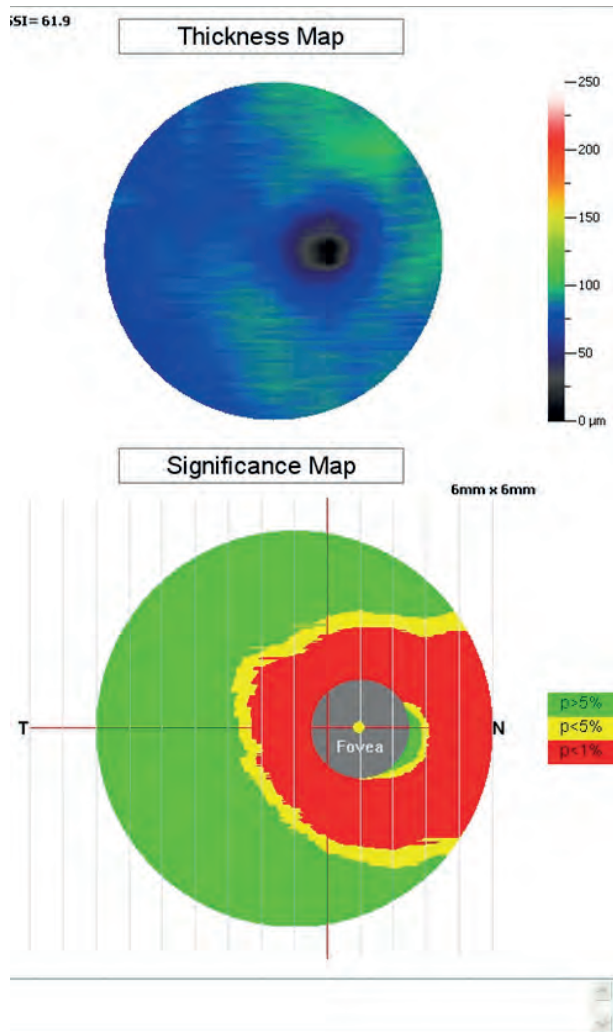 SSI= 61.9
Thickness Map
250
200
150
100
50
0 µm
Significance Map
6mm x 6mm
T
N
Fovea
p>5%
p<5%
p<1%